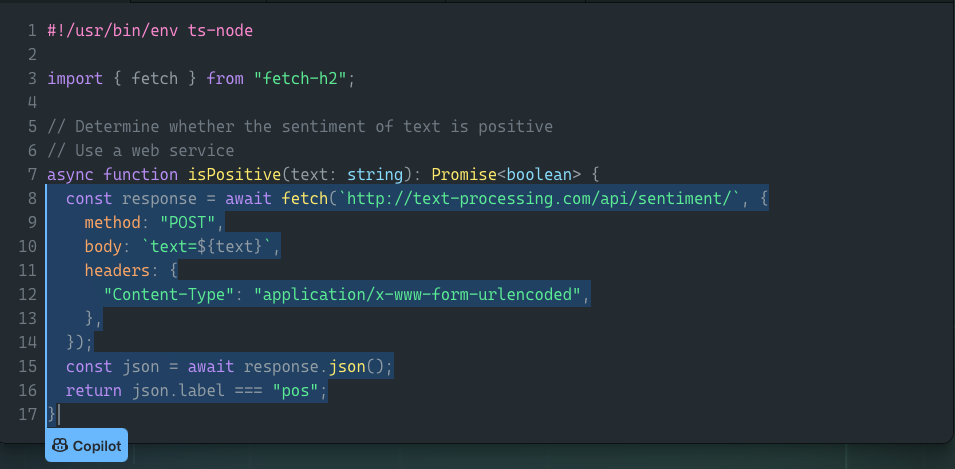 1 #!/usr/bin/env ts-node
2
3 import { fetch } from "fetch-h2";
4
5 // Determine whether the sentiment of text is positive
6 // Use a web service
7 async function isPositive(text: string): Promise<boolean> {
8   const response = await fetch(`http://text-processing.com/api/sentiment/`, {
9     method: "POST",
10     body: `text=${text}`,
11     headers: {
12       "Content-Type": "application/x-www-form-urlencoded",
13     },
14   });
15   const json = await response.json();
16   return json.label === "pos";
17 }
Copilot